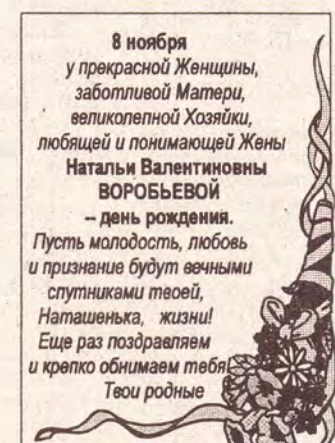 8 ноября
у прекрасной Женщины,
заботливой Матери,
великолепной Хозяйки,
любящей и понимающей Жены
Натальи Валентиновны
ВОРОБЬЕВОЙ
– день рождения.
Пусть молодость, любовь
и признание будут вечными
спутниками твоей,
Наташенька, жизни!
Еще раз поздравляем
и крепко обнимаем тебя
Твои родные